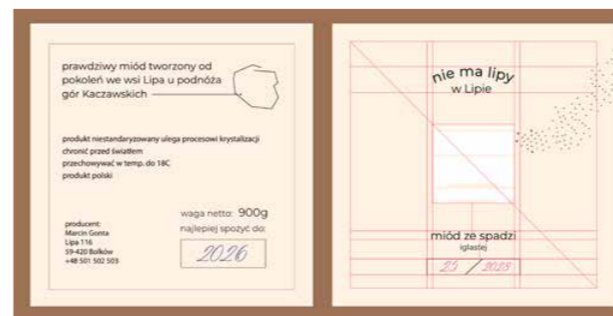 prawdziwy miód tworzony od
pokoleń we wsi Lipa u podnóża
gór Kaczawskich
produkt niestandaryzowany ulega procesowi krystalizacji
chronić przed światłem
przechowywać w temp. do 18C
produkt polski
waga netto: 900g
najlepiej spożyć do:
2026
producent:
Marcin Gonta
Lipa 116
59-420 Bolków
+48 501 502 503
nie ma lipy
w Lipie
miód ze spadzi
iglastej
25 / 2023